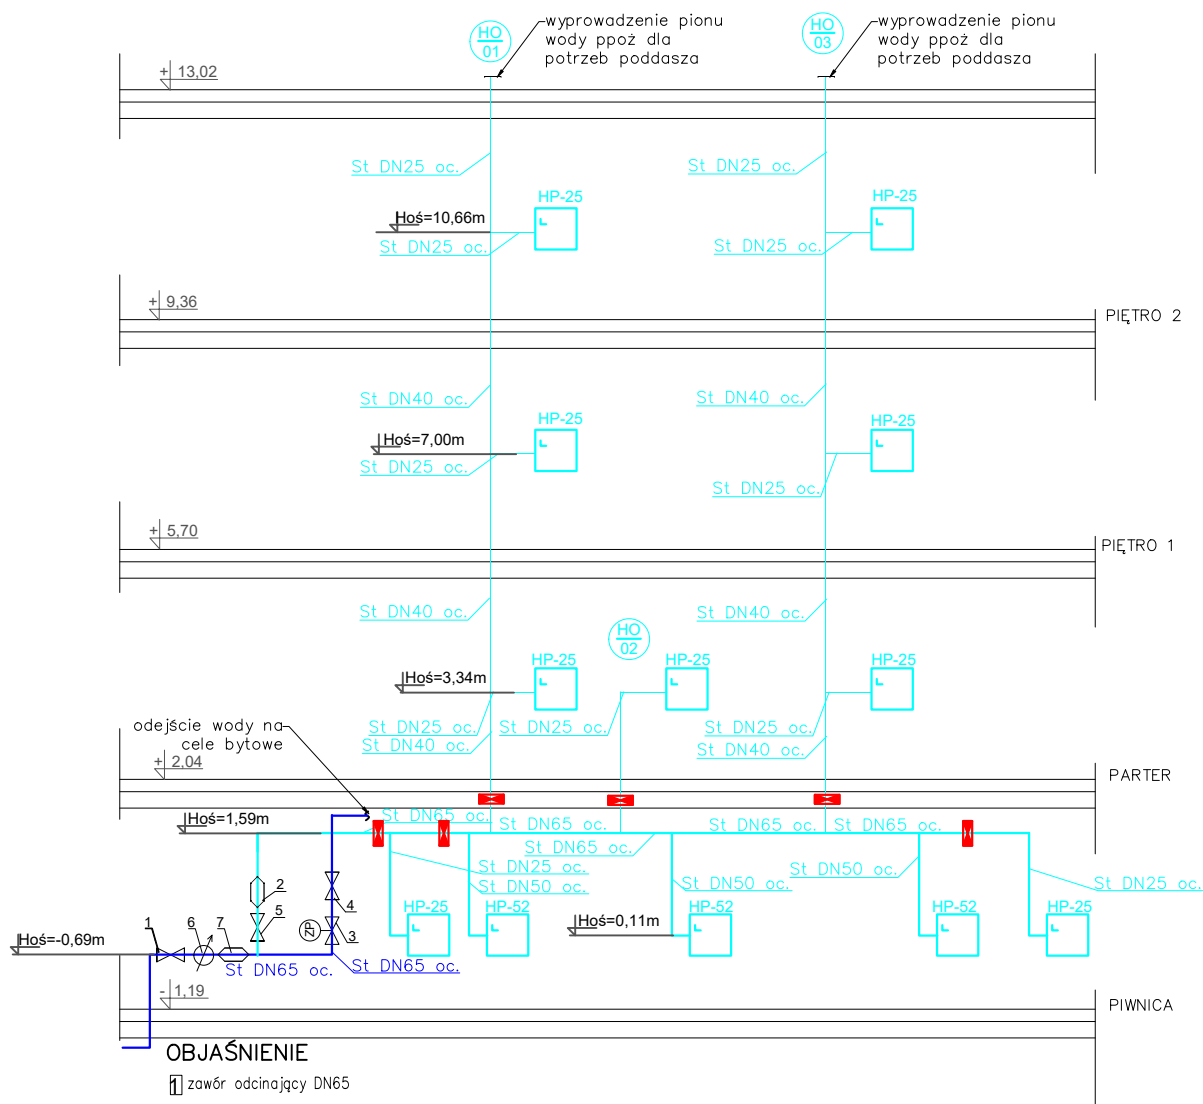 HO
01
wyprowadzenie pionu
wody ppoż dla
potrzeb poddasza
HO
03
wyprowadzenie pionu
wody ppoż dla
potrzeb poddasza
+ 13,02
St DN25 oc.
St DN25 oc.
HP-25
HP-25
Hoś=10,66m
St DN25 oc.
St DN25 oc.
+ 9,36
PIĘTRO 2
St DN40 oc.
St DN40 oc.
HP-25
HP-25
Hoś=7,00m
St DN25 oc.
St DN25 oc.
+ 5,70
PIĘTRO 1
St DN40 oc.
St DN40 oc.
HO
02
HP-25
HP-25
HP-25
Hoś=3,34m
St DN25 oc.
St DN25 oc.
St DN25 oc.
St DN40 oc.
St DN40 oc.
odejście wody na
cele bytowe
+ 2,04
PARTER
Hoś=1,59m
St DN65 oc.
St DN65 oc.
St DN65 oc.
St DN65 oc.
St DN65 oc.
St DN25 oc.
St DN50 oc.
St DN50 oc.
St DN50 oc.
St DN25 oc.
2
4
5
3
ZP
1
6
7
HP-25
HP-52
HP-52
HP-52
HP-25
Hoś=0,11m
Hoś=-0,69m
St DN65 oc.
St DN65 oc.
- 1,19
PIWNICA
OBJAŚNIENIE
1 zawór odcinający DN65